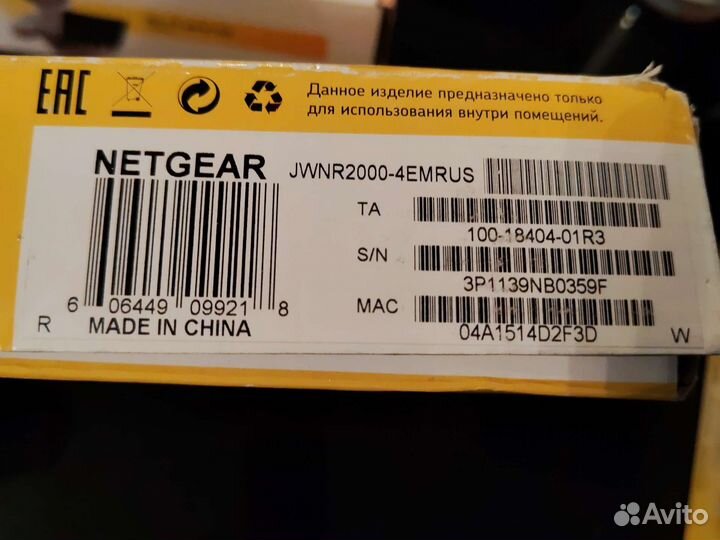 EAC
Данное изделие предназначено только
для использования внутри помещений.
NETGEAR JWNR2000-4EMRUS
TA
100-18404-01R3
S/N
3P1139NB0359F
MAC
04A1514D2F3D
6 06449 09921 8
R MADE IN CHINA W
Avito